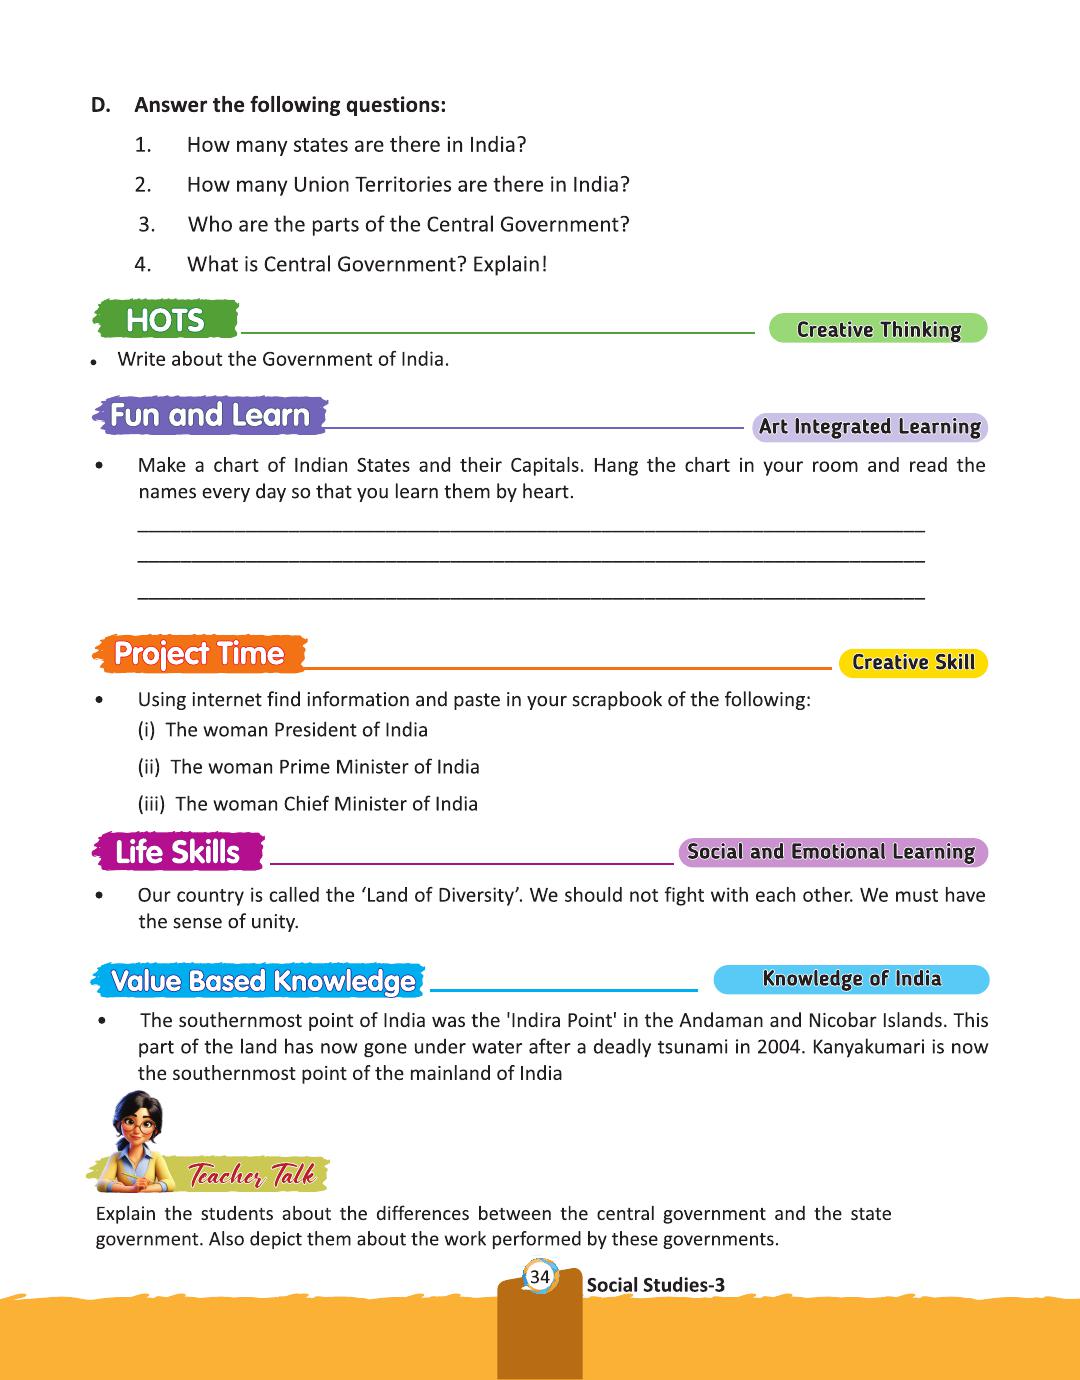 D. Answer the following questions:
1. How many states are there in India?
2. How many Union Territories are there in India?
3. Who are the parts of the Central Government?
4. What is Central Government? Explain!
HOTS
Creative Thinking
• Write about the Government of India.
Fun and Learn
Art Integrated Learning
• Make a chart of Indian States and their Capitals. Hang the chart in your room and read the
names every day so that you learn them by heart.
Project Time
Creative Skill
• Using internet find information and paste in your scrapbook of the following:
(i) The woman President of India
(ii) The woman Prime Minister of India
(iii) The woman Chief Minister of India
Life Skills
Social and Emotional Learning
• Our country is called the ‘Land of Diversity’. We should not fight with each other. We must have
the sense of unity.
Value Based Knowledge
Knowledge of India
• The southernmost point of India was the 'Indira Point' in the Andaman and Nicobar Islands. This
part of the land has now gone under water after a deadly tsunami in 2004. Kanyakumari is now
the southernmost point of the mainland of India
Teacher Talk
Explain the students about the differences between the central government and the state
government. Also depict them about the work performed by these governments.
34
Social Studies-3